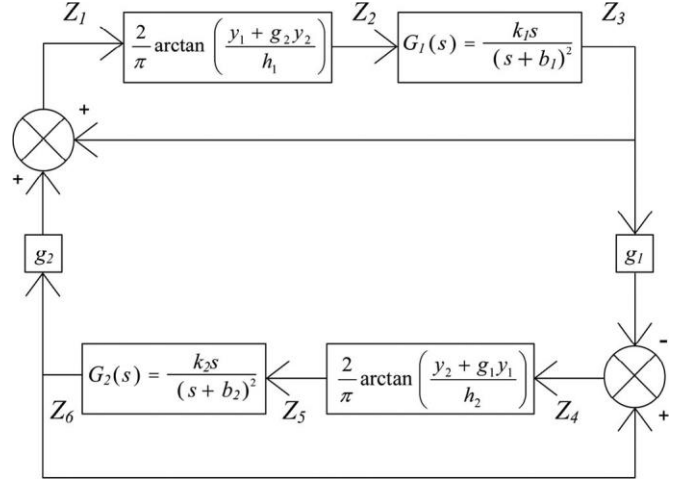 Z₁
Z₂
Z₃
2/π arctan ( (y₁ + g₂y₂) / h₁ )
G₁(s) = k₁s / (s + b₁)²
+
+
g₂
g₁
-
+
G₂(s) = k₂s / (s + b₂)²
2/π arctan ( (y₂ + g₁y₁) / h₂ )
Z₆
Z₅
Z₄